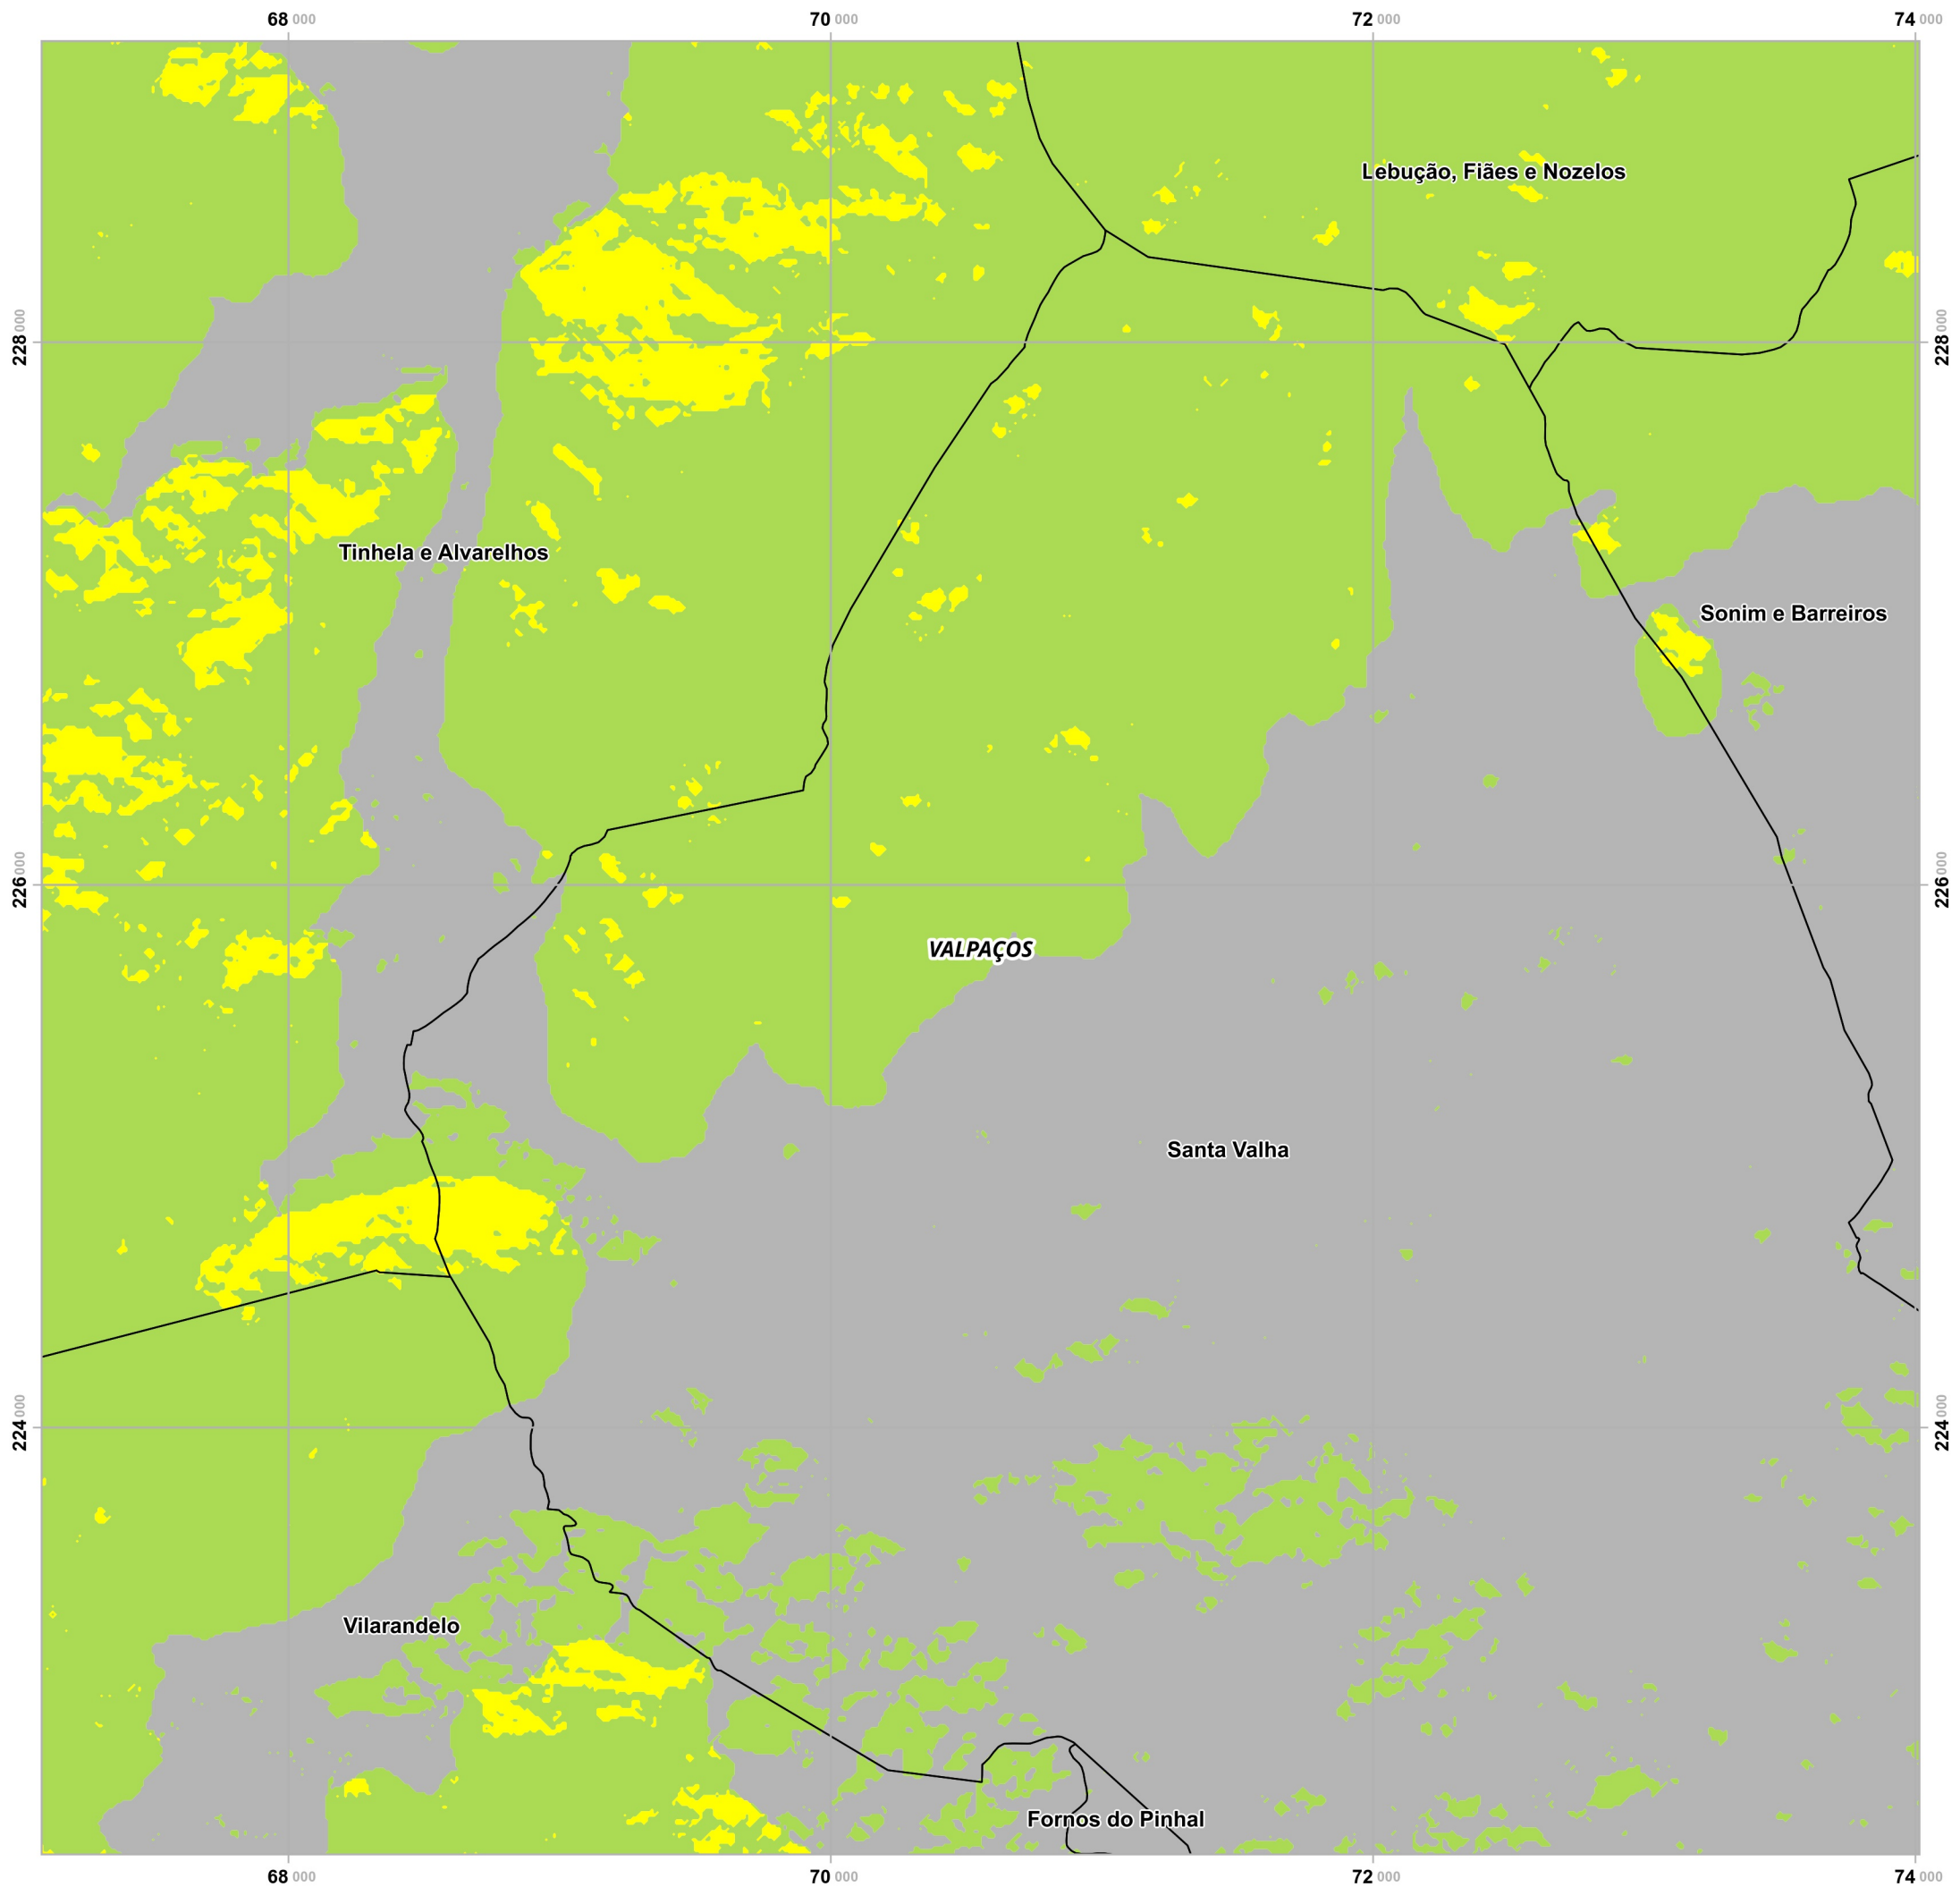 68 000 70 000 72 000 74 000
Lebução, Fiães e Nozelos
228 000 228 000
Tinhela e Alvarelhos
Sonim e Barreiros
226 000 226 000
VALPAÇOS
Santa Valha
224 000 224 000
Vilarandelo
Fornos do Pinhal
68 000 70 000 72 000 74 000